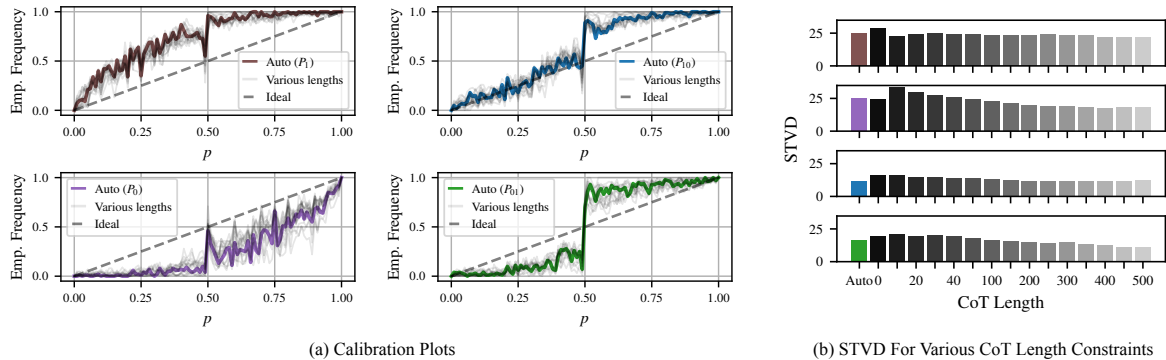 Emp. Frequency
1.0
0.5
0.0
Auto (P1)
Various lengths
Ideal
0.00 0.25 0.50 0.75 1.00
p
Emp. Frequency
1.0
0.5
0.0
Auto (P10)
Various lengths
Ideal
0.00 0.25 0.50 0.75 1.00
p
Emp. Frequency
1.0
0.5
0.0
Auto (P0)
Various lengths
Ideal
0.00 0.25 0.50 0.75 1.00
p
Emp. Frequency
1.0
0.5
0.0
Auto (P01)
Various lengths
Ideal
0.00 0.25 0.50 0.75 1.00
p
(a) Calibration Plots
STVD
25
0
25
0
25
0
25
0
Auto 0 20 40 100 200 300 400 500
CoT Length
(b) STVD For Various CoT Length Constraints